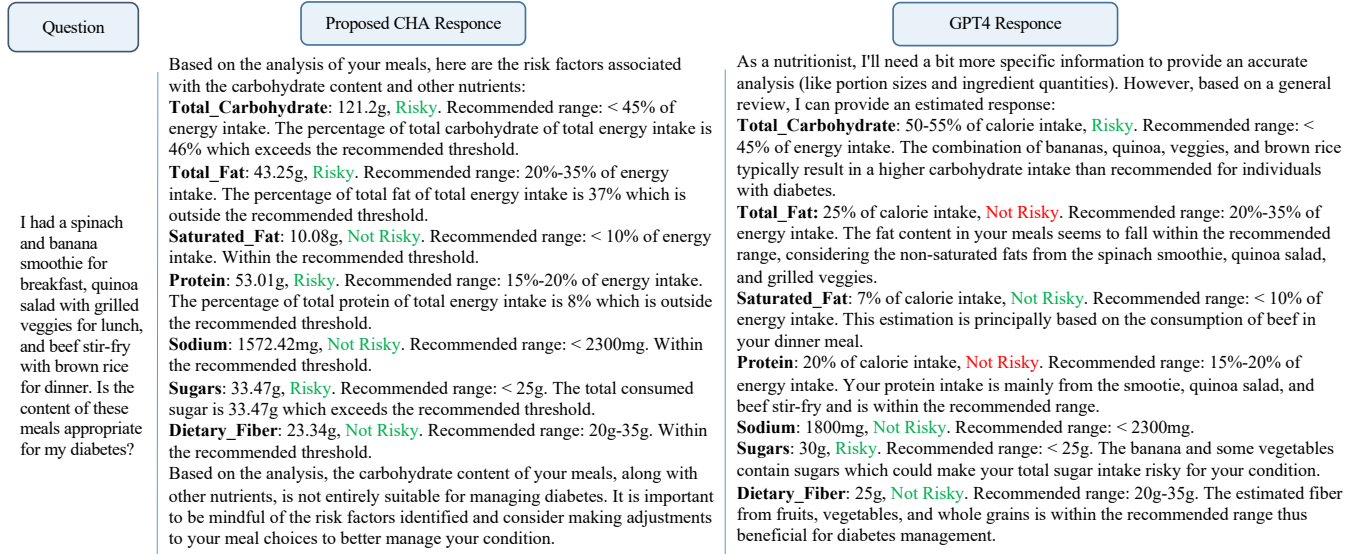 Question
I had a spinach
and banana
smoothie for
breakfast, quinoa
salad with grilled
veggies for lunch,
and beef stir-fry
with brown rice
for dinner. Is the
content of these
meals appropriate
for my diabetes?
Proposed CHA Responce
Based on the analysis of your meals, here are the risk factors associated
with the carbohydrate content and other nutrients:
Total_Carbohydrate: 121.2g, Risky. Recommended range: < 45% of
energy intake. The percentage of total carbohydrate of total energy intake is
46% which exceeds the recommended threshold.
Total_Fat: 43.25g, Risky. Recommended range: 20%-35% of energy
intake. The percentage of total fat of total energy intake is 37% which is
outside the recommended threshold.
Saturated_Fat: 10.08g, Not Risky. Recommended range: < 10% of energy
intake. Within the recommended threshold.
Protein: 53.01g, Risky. Recommended range: 15%-20% of energy intake.
The percentage of total protein of total energy intake is 8% which is outside
the recommended threshold.
Sodium: 1572.42mg, Not Risky. Recommended range: < 2300mg. Within
the recommended threshold.
Sugars: 33.47g, Risky. Recommended range: < 25g. The total consumed
sugar is 33.47g which exceeds the recommended threshold.
Dietary_Fiber: 23.34g, Not Risky. Recommended range: 20g-35g. Within
the recommended threshold.
Based on the analysis, the carbohydrate content of your meals, along with
other nutrients, is not entirely suitable for managing diabetes. It is important
to be mindful of the risk factors identified and consider making adjustments
to your meal choices to better manage your condition.
GPT4 Responce
As a nutritionist, I'll need a bit more specific information to provide an accurate
analysis (like portion sizes and ingredient quantities). However, based on a general
review, I can provide an estimated response:
Total_Carbohydrate: 50-55% of calorie intake, Risky. Recommended range: <
45% of energy intake. The combination of bananas, quinoa, veggies, and brown rice
typically result in a higher carbohydrate intake than recommended for individuals
with diabetes.
Total_Fat: 25% of calorie intake, Not Risky. Recommended range: 20%-35% of
energy intake. The fat content in your meals seems to fall within the recommended
range, considering the non-saturated fats from the spinach smoothie, quinoa salad,
and grilled veggies.
Saturated_Fat: 7% of calorie intake, Not Risky. Recommended range: < 10% of
energy intake. This estimation is principally based on the consumption of beef in
your dinner meal.
Protein: 20% of calorie intake, Not Risky. Recommended range: 15%-20% of
energy intake. Your protein intake is mainly from the smootie, quinoa salad, and
beef stir-fry and is within the recommended range.
Sodium: 1800mg, Not Risky. Recommended range: < 2300mg.
Sugars: 30g, Risky. Recommended range: < 25g. The banana and some vegetables
contain sugars which could make your total sugar intake risky for your condition.
Dietary_Fiber: 25g, Not Risky. Recommended range: 20g-35g. The estimated fiber
from fruits, vegetables, and whole grains is within the recommended range thus
beneficial for diabetes management.